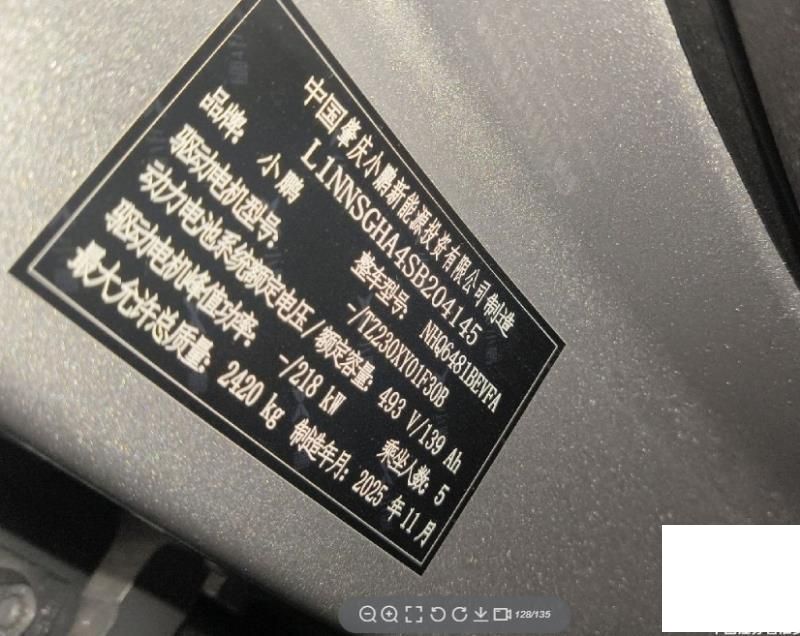 中国肇庆小鹏新能源投资有限公司制造
L1NNSGHA4SB204145
品牌: 小鹏 整车型号: NHQ6481BEVFA
驱动电机型号: -/TZ230XY01F30B
动力电池系统额定电压/额定容量: 493 V/139 Ah
驱动电机峰值功率: -/218 kW 乘坐人数: 5
最大允许总质量: 2420 kg 制造年月: 2025 年11月
128/135